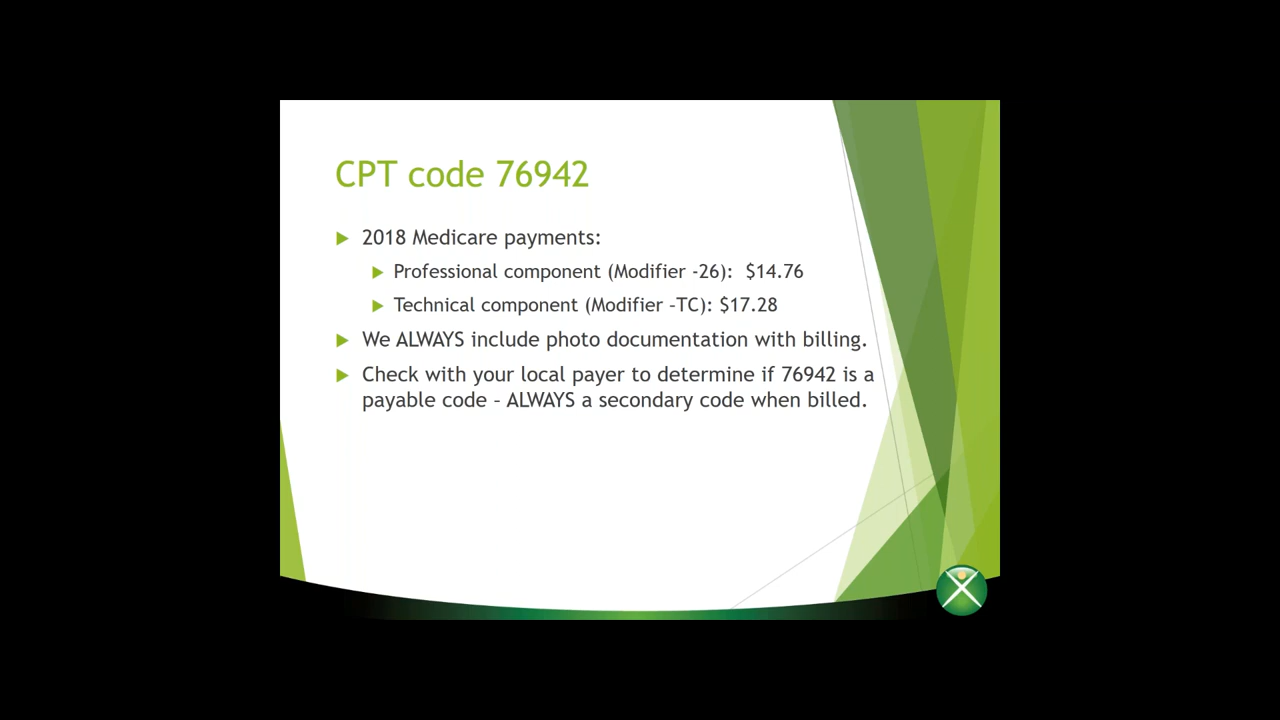 CPT code 76942
2018 Medicare payments:
Professional component (Modifier -26): $14.76
Technical component (Modifier –TC): $17.28
We ALWAYS include photo documentation with billing.
Check with your local payer to determine if 76942 is a
payable code – ALWAYS a secondary code when billed.